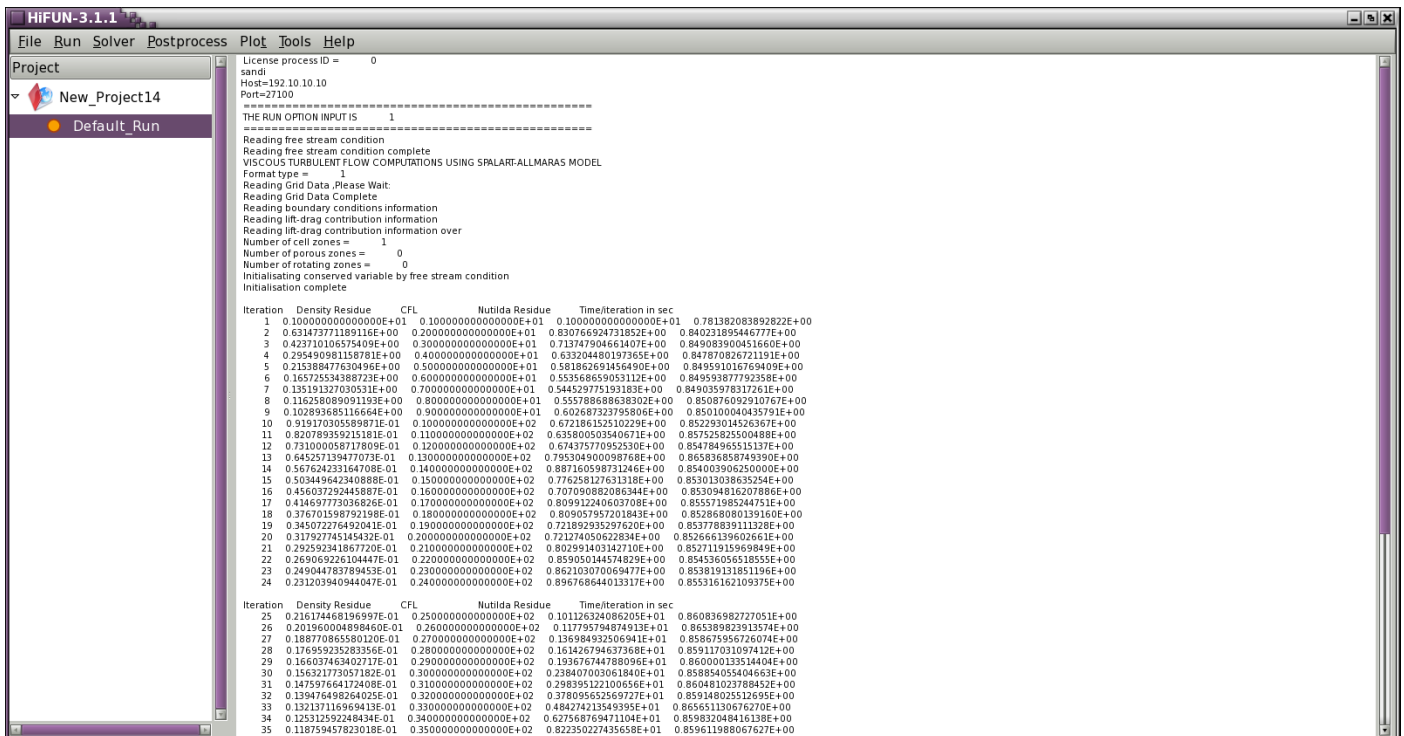 HiFUN-3.1.1
File Run Solver Postprocess Plot Tools Help
Project
New_Project14
Default_Run
License process ID = 0
sandi
Host=192.10.10.10
Port=27100
==================================================
THE RUN OPTION INPUT IS 1
==================================================
Reading free stream condition
Reading free stream condition complete
VISCOUS TURBULENT FLOW COMPUTATIONS USING SPALART-ALLMARAS MODEL
Format type = 1
Reading Grid Data ,Please Wait:
Reading Grid Data Complete
Reading boundary conditions information
Reading lift-drag contribution information
Reading lift-drag contribution information over
Number of cell zones = 1
Number of porous zones = 0
Number of rotating zones = 0
Initialising conserved variable by free stream condition
Initialisation complete
Iteration Density Residue CFL Nutilda Residue Time/iteration in sec
1 0.100000000000000E+01 0.100000000000000E+01 0.100000000000000E+01 0.781382083892822E+00
2 0.631473771189116E+00 0.200000000000000E+01 0.830766924731852E+00 0.840231895446777E+00
3 0.423710106575409E+00 0.300000000000000E+01 0.713747904661407E+00 0.849083900451660E+00
4 0.295490981158781E+00 0.400000000000000E+01 0.633204480197365E+00 0.847870826721191E+00
5 0.215388477630496E+00 0.500000000000000E+01 0.581862691456490E+00 0.849591016769409E+00
6 0.165725534388723E+00 0.600000000000000E+01 0.553568659053112E+00 0.849593877792358E+00
7 0.135191327030531E+00 0.700000000000000E+01 0.544529775193183E+00 0.849035978317261E+00
8 0.116258089091193E+00 0.800000000000000E+01 0.555788688638302E+00 0.850876092910767E+00
9 0.102893685116664E+00 0.900000000000000E+01 0.602687323795806E+00 0.850100040435791E+00
10 0.919170305589871E-01 0.100000000000000E+02 0.672186152510229E+00 0.852293014526367E+00
11 0.820789359215181E-01 0.110000000000000E+02 0.635800503540671E+00 0.857525825500488E+00
12 0.731000058717809E-01 0.120000000000000E+02 0.674375770952530E+00 0.854784965515137E+00
13 0.645257139477073E-01 0.130000000000000E+02 0.795304900098768E+00 0.865836858749390E+00
14 0.567624233164708E-01 0.140000000000000E+02 0.887160598731246E+00 0.854003906250000E+00
15 0.503449642340888E-01 0.150000000000000E+02 0.776258127631318E+00 0.853013038635254E+00
16 0.456037292445887E-01 0.160000000000000E+02 0.707090882086344E+00 0.853094816207886E+00
17 0.414697773036826E-01 0.170000000000000E+02 0.809912240603708E+00 0.855571985244751E+00
18 0.376701598792198E-01 0.180000000000000E+02 0.809057957201843E+00 0.852868080139160E+00
19 0.345072276492041E-01 0.190000000000000E+02 0.721892935297620E+00 0.853778839111328E+00
20 0.317927745145432E-01 0.200000000000000E+02 0.721274050622834E+00 0.852666139602661E+00
21 0.292592341867720E-01 0.210000000000000E+02 0.802991403142710E+00 0.852711915969849E+00
22 0.269069226104447E-01 0.220000000000000E+02 0.859050144574829E+00 0.854536056518555E+00
23 0.249044783789453E-01 0.230000000000000E+02 0.862103070069477E+00 0.853819131851196E+00
24 0.231203940944047E-01 0.240000000000000E+02 0.896768644013317E+00 0.855316162109375E+00
Iteration Density Residue CFL Nutilda Residue Time/iteration in sec
25 0.216174468196997E-01 0.250000000000000E+02 0.101126324086205E+01 0.860836982727051E+00
26 0.201960004898460E-01 0.260000000000000E+02 0.117795794874913E+01 0.865389823913574E+00
27 0.188770865580120E-01 0.270000000000000E+02 0.136984932506941E+01 0.858675956726074E+00
28 0.176959235283356E-01 0.280000000000000E+02 0.161426794637368E+01 0.859117031097412E+00
29 0.166037463402717E-01 0.290000000000000E+02 0.193676744788096E+01 0.860000133514404E+00
30 0.156321773057182E-01 0.300000000000000E+02 0.238407003061840E+01 0.858854055404663E+00
31 0.147597664172408E-01 0.310000000000000E+02 0.298395122100656E+01 0.860481023788452E+00
32 0.139476498264025E-01 0.320000000000000E+02 0.378095652569727E+01 0.859148025512695E+00
33 0.132137116969413E-01 0.330000000000000E+02 0.484274213549395E+01 0.865651130676270E+00
34 0.125312592248434E-01 0.340000000000000E+02 0.627568769471104E+01 0.859832048416138E+00
35 0.118759457823018E-01 0.350000000000000E+02 0.822350227435658E+01 0.859611988067627E+00